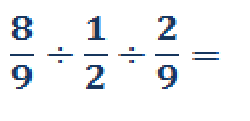 8/9 ÷ 1/2 ÷ 2/9 =